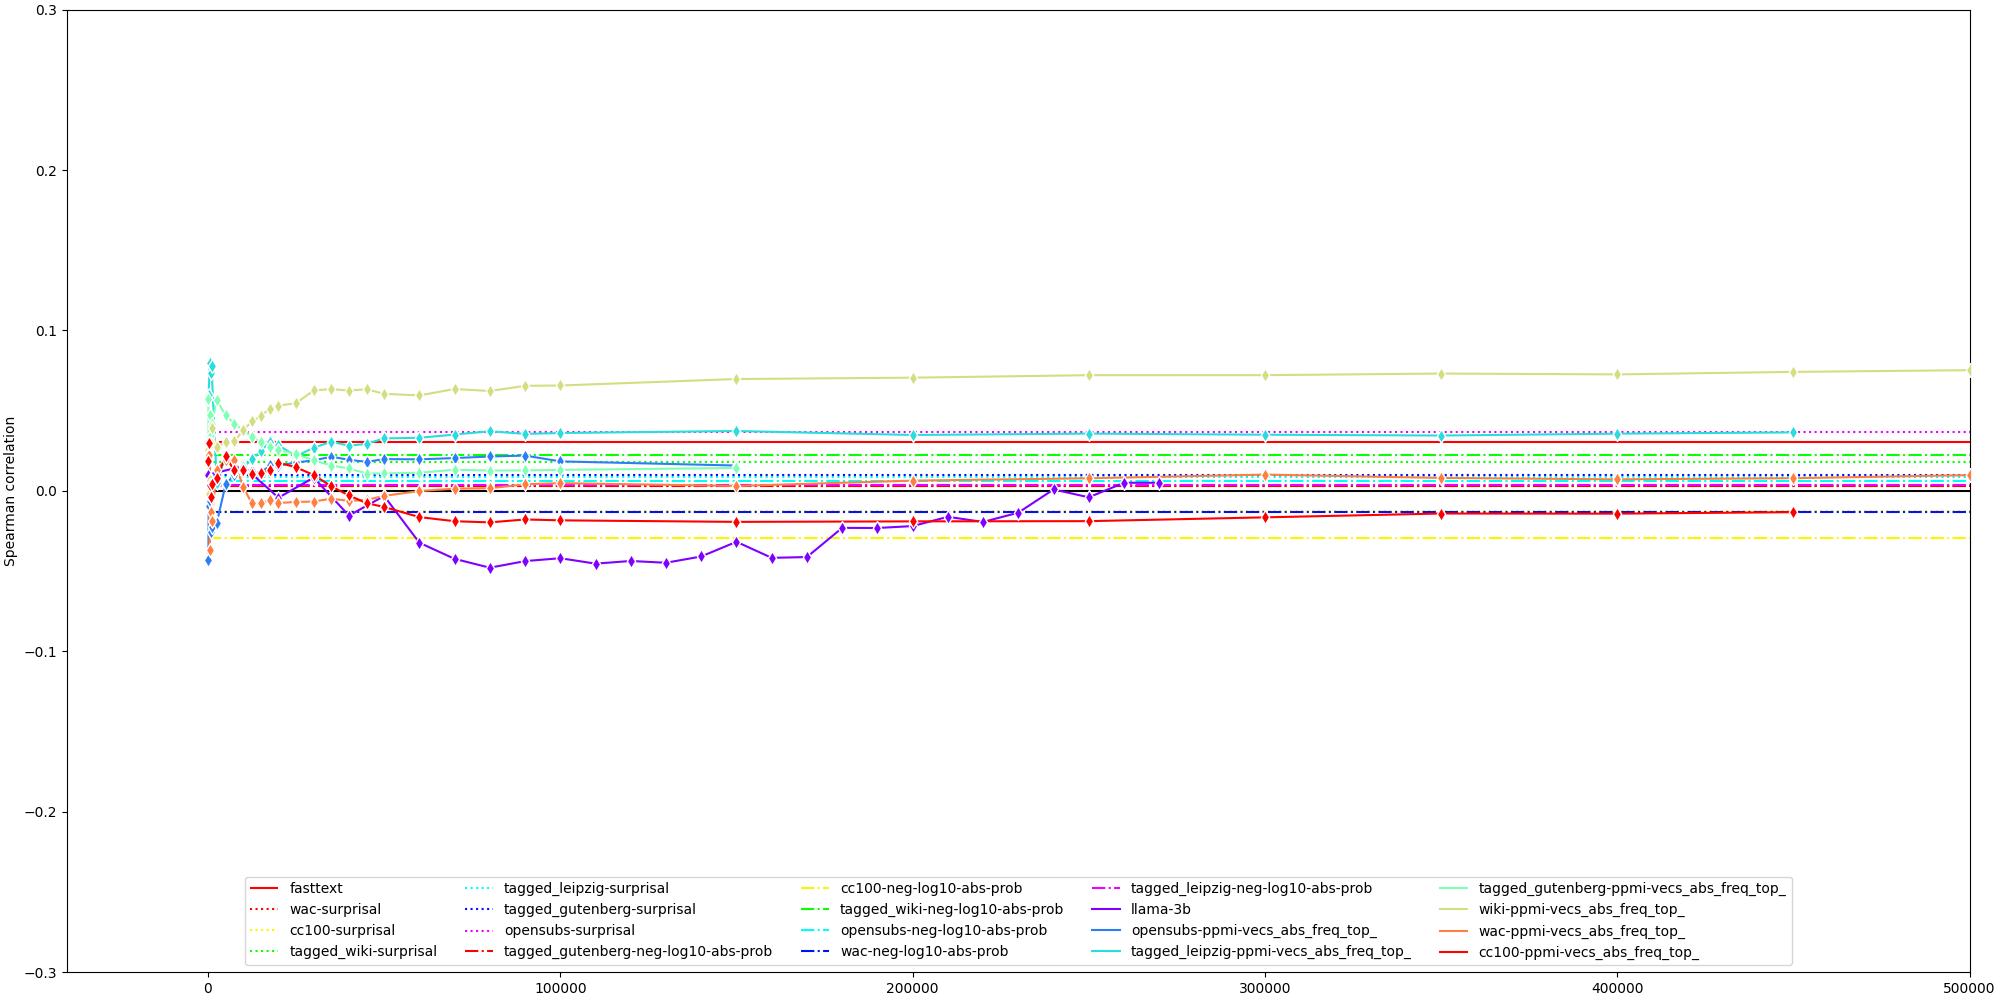 0.3
0.2
0.1
0.0
−0.1
−0.2
−0.3
Spearman correlation
fasttext
wac-surprisal
cc100-surprisal
tagged_wiki-surprisal
tagged_leipzig-surprisal
tagged_gutenberg-surprisal
opensubs-surprisal
tagged_gutenberg-neg-log10-abs-prob
cc100-neg-log10-abs-prob
tagged_wiki-neg-log10-abs-prob
opensubs-neg-log10-abs-prob
wac-neg-log10-abs-prob
tagged_leipzig-neg-log10-abs-prob
llama-3b
opensubs-ppmi-vecs_abs_freq_top_
tagged_leipzig-ppmi-vecs_abs_freq_top_
tagged_gutenberg-ppmi-vecs_abs_freq_top_
wiki-ppmi-vecs_abs_freq_top_
wac-ppmi-vecs_abs_freq_top_
cc100-ppmi-vecs_abs_freq_top_
0 100000 200000 300000 400000 500000